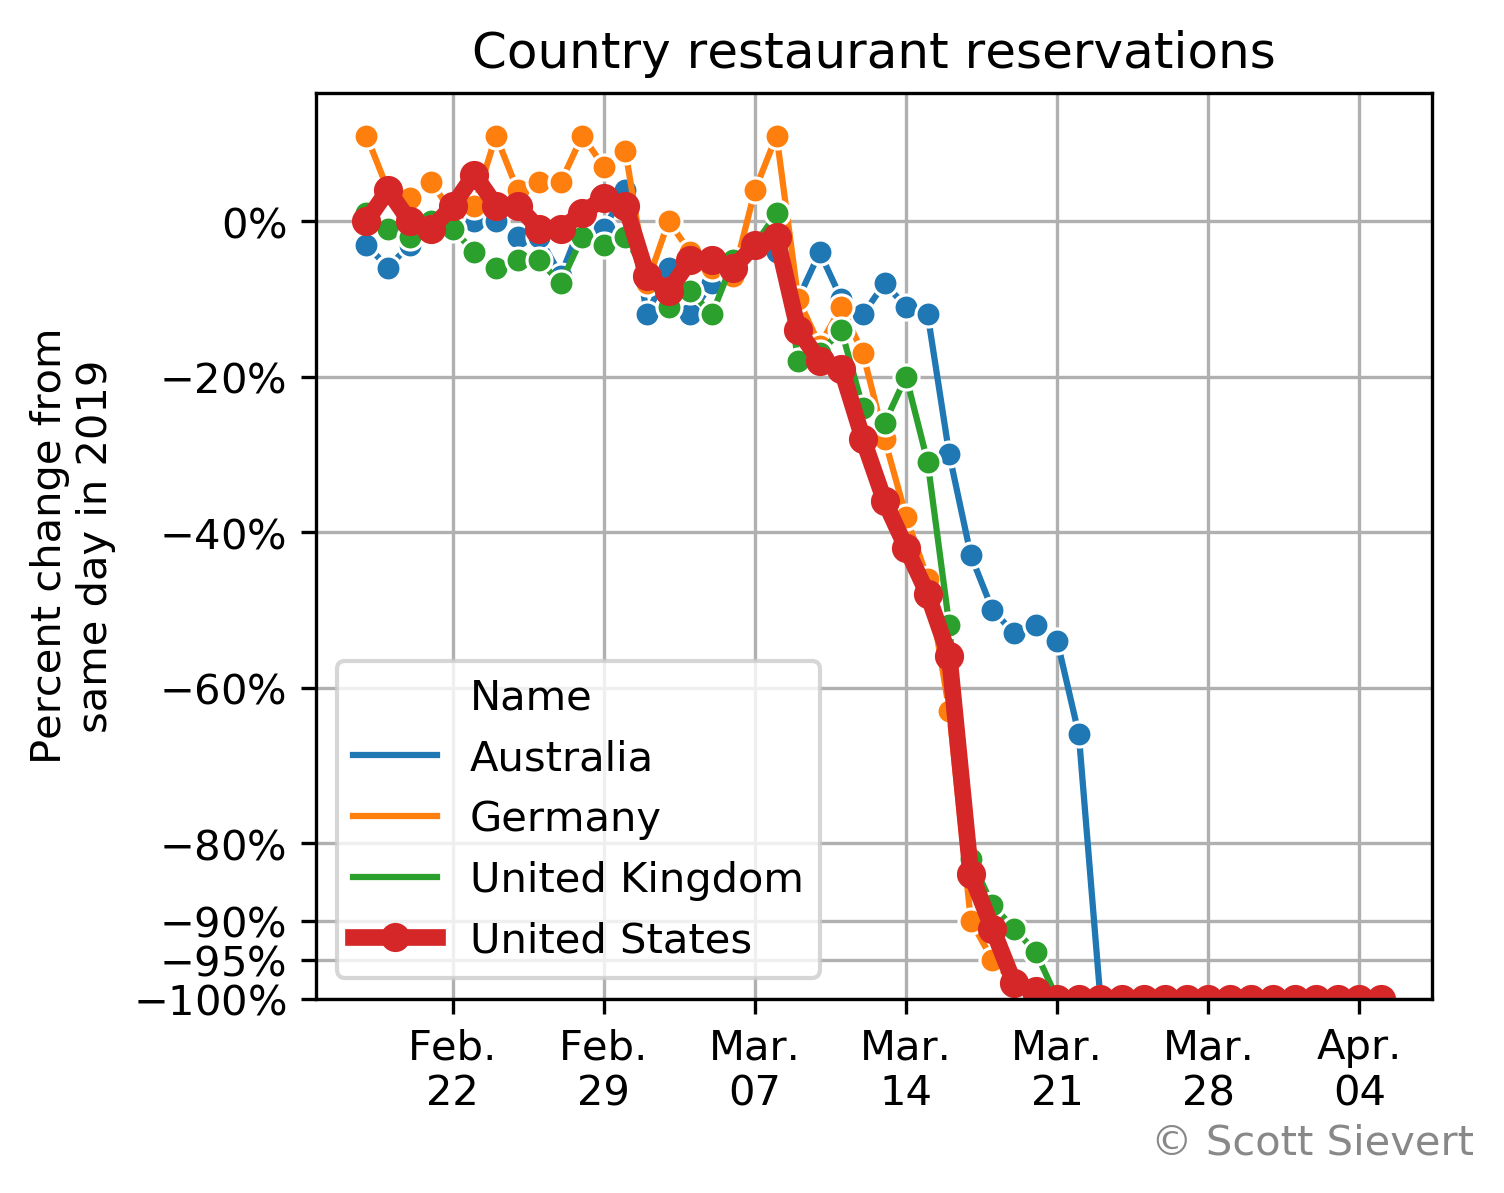 Country restaurant reservations
Percent change from
same day in 2019
0%
−20%
−40%
−60%
−80%
−90%
−95%
−100%
Name
Australia
Germany
United Kingdom
United States
Feb.
22
Feb.
29
Mar.
07
Mar.
14
Mar.
21
Mar.
28
Apr.
04
© Scott Sievert